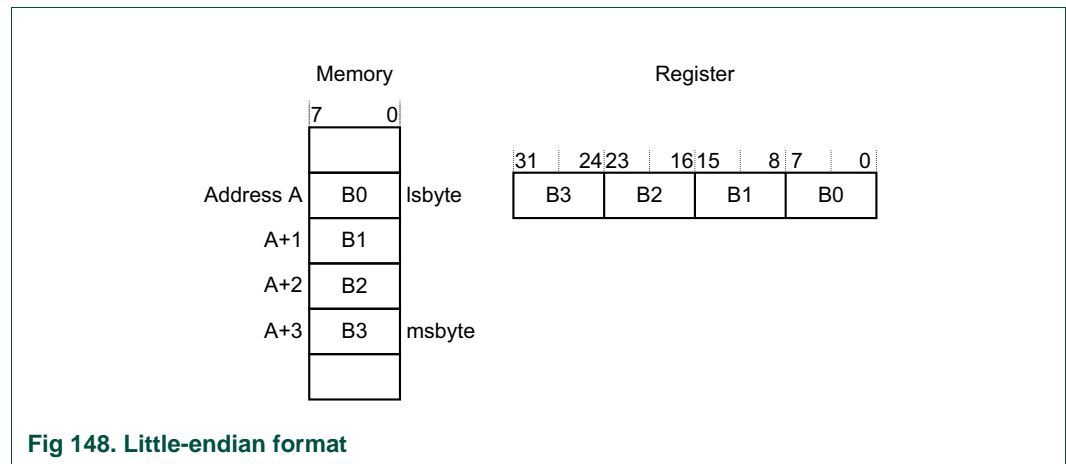 Memory Register
7 0
31 24 23 16 15 8 7 0
Address A B0 lsbyte B3 B2 B1 B0
A+1 B1
A+2 B2
A+3 B3 msbyte
Fig 148. Little-endian format